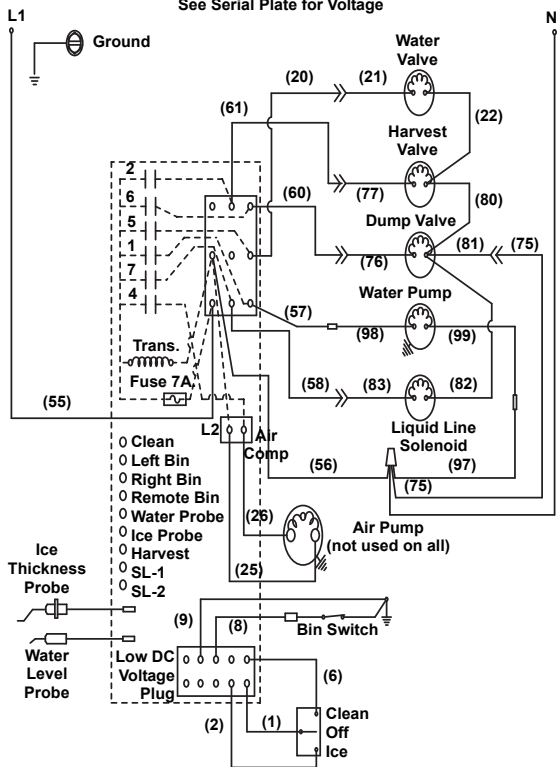 See Serial Plate for Voltage
L1
N
Ground
Water
Valve
(20)
(21)
(22)
(61)
Harvest
Valve
(77)
(80)
2
6
5
1
7
4
(60)
Dump Valve
(76)
(81)
(75)
Water Pump
(57)
(98)
(99)
Trans.
Fuse 7A
(58)
(83)
(82)
Liquid Line
Solenoid
(55)
L2
Air
Comp
(56)
(97)
(75)
Clean
Left Bin
Right Bin
Remote Bin
Water Probe
Ice Probe
Harvest
SL-1
SL-2
(26)
(25)
Air Pump
(not used on all)
Ice
Thickness
Probe
Water
Level
Probe
(9)
(8)
Bin Switch
Low DC
Voltage
Plug
(6)
(2)
(1)
Clean
Off
Ice